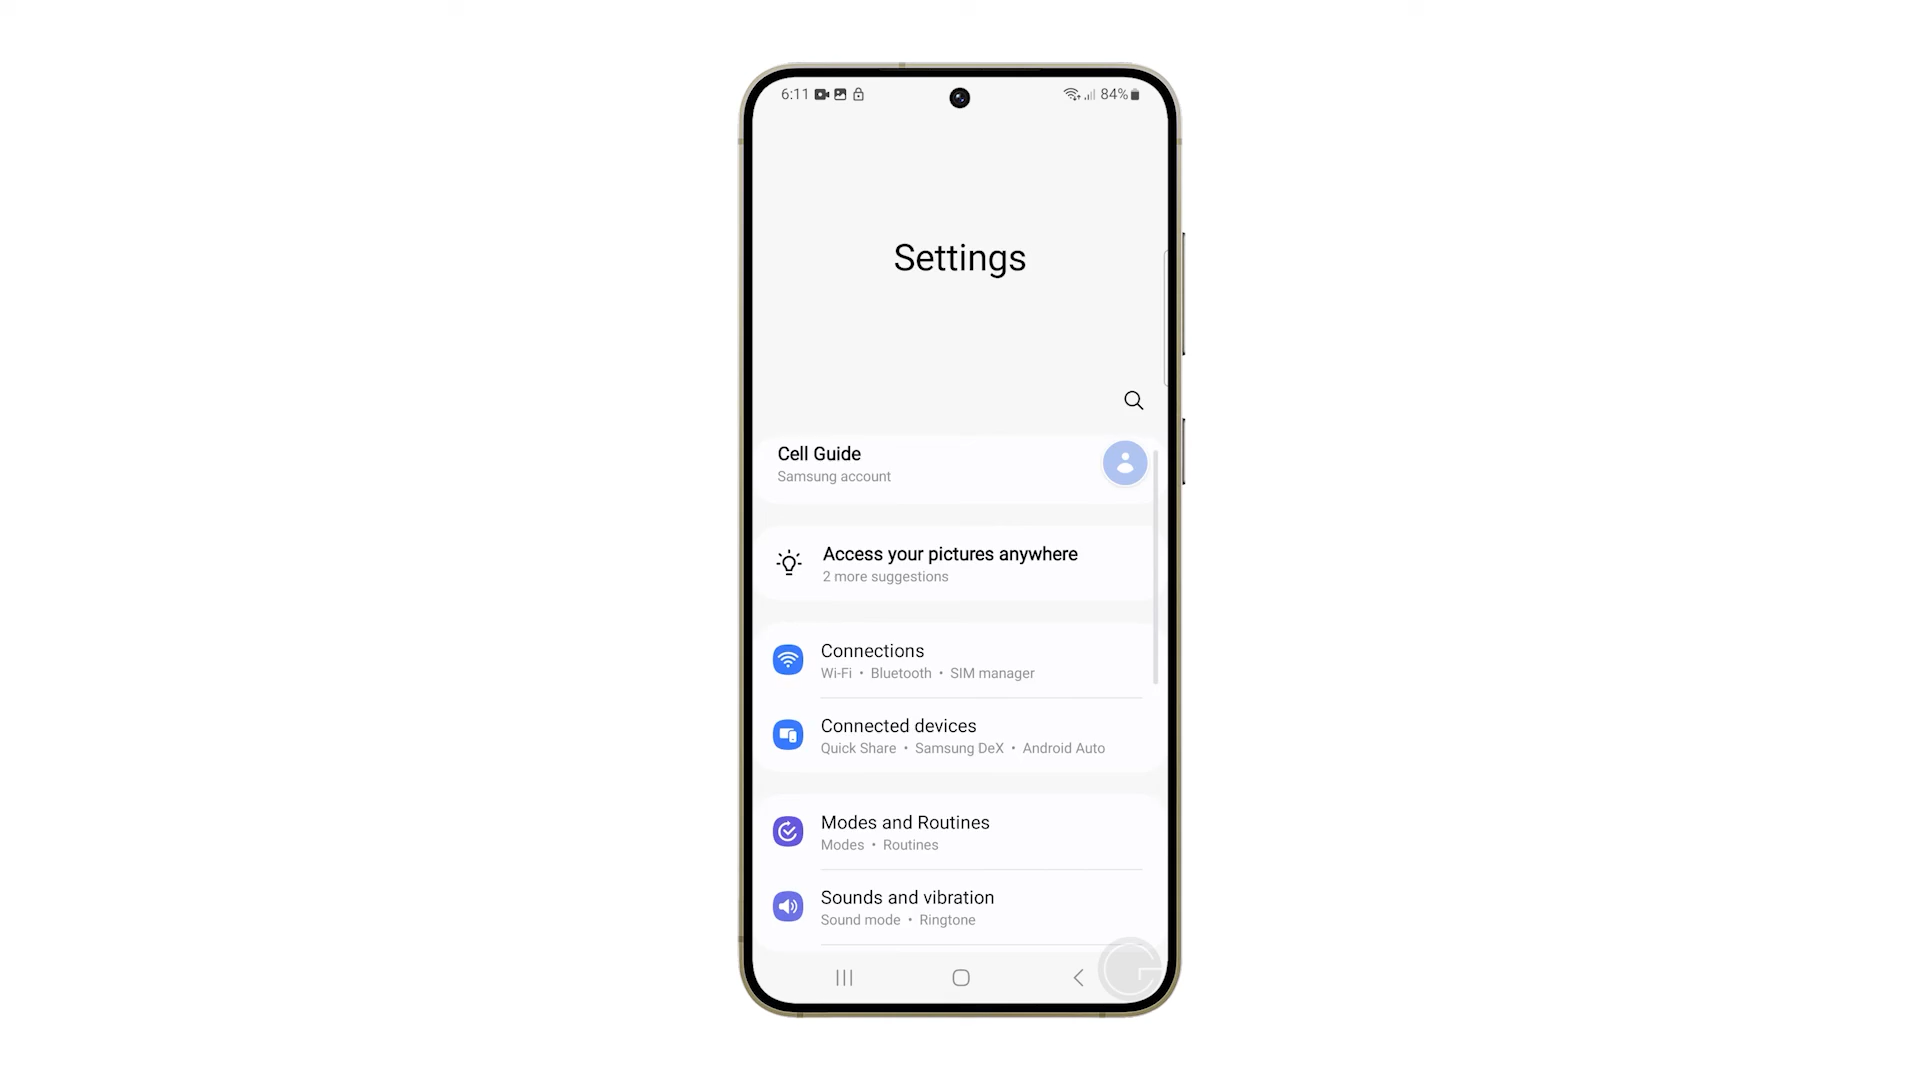 6:11
84%
Settings
Cell Guide
Samsung account
Access your pictures anywhere
2 more suggestions
Connections
Wi-Fi • Bluetooth • SIM manager
Connected devices
Quick Share • Samsung DeX • Android Auto
Modes and Routines
Modes • Routines
Sounds and vibration
Sound mode • Ringtone